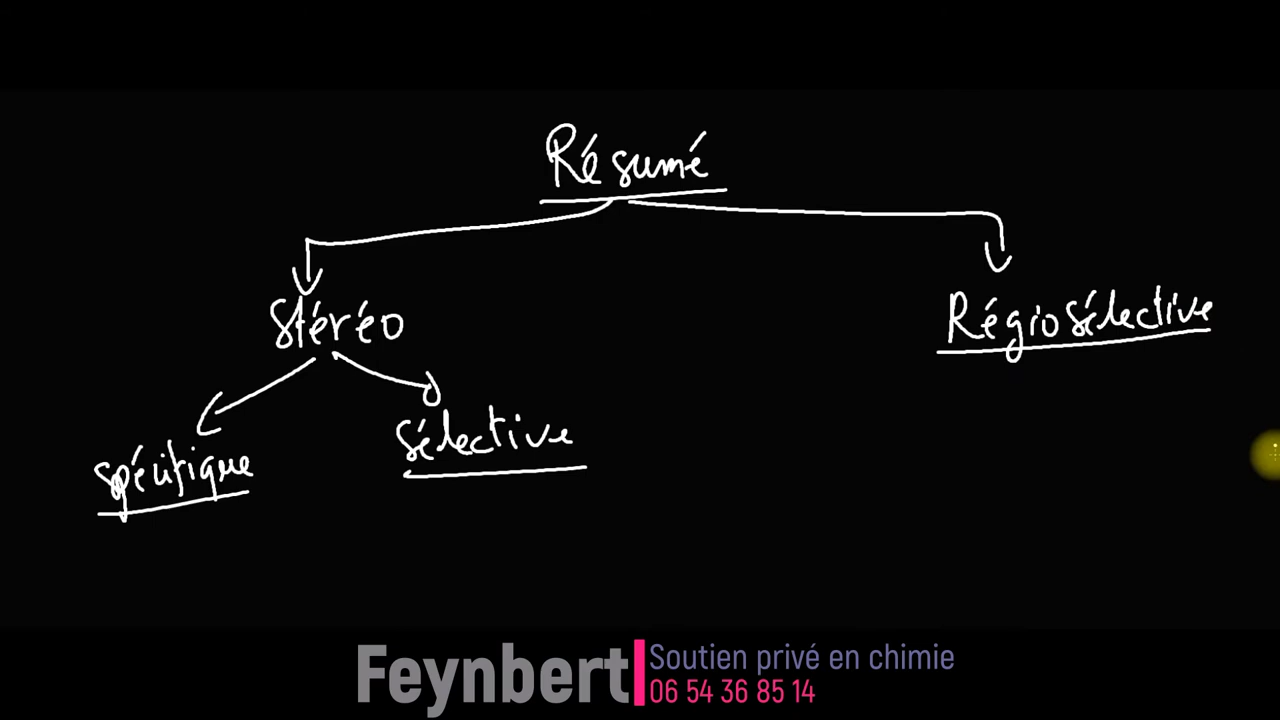 Résumé
Stéréo
Régiosélective
spécifique
sélective
Feynbert
Soutien privé en chimie
06 54 36 85 14